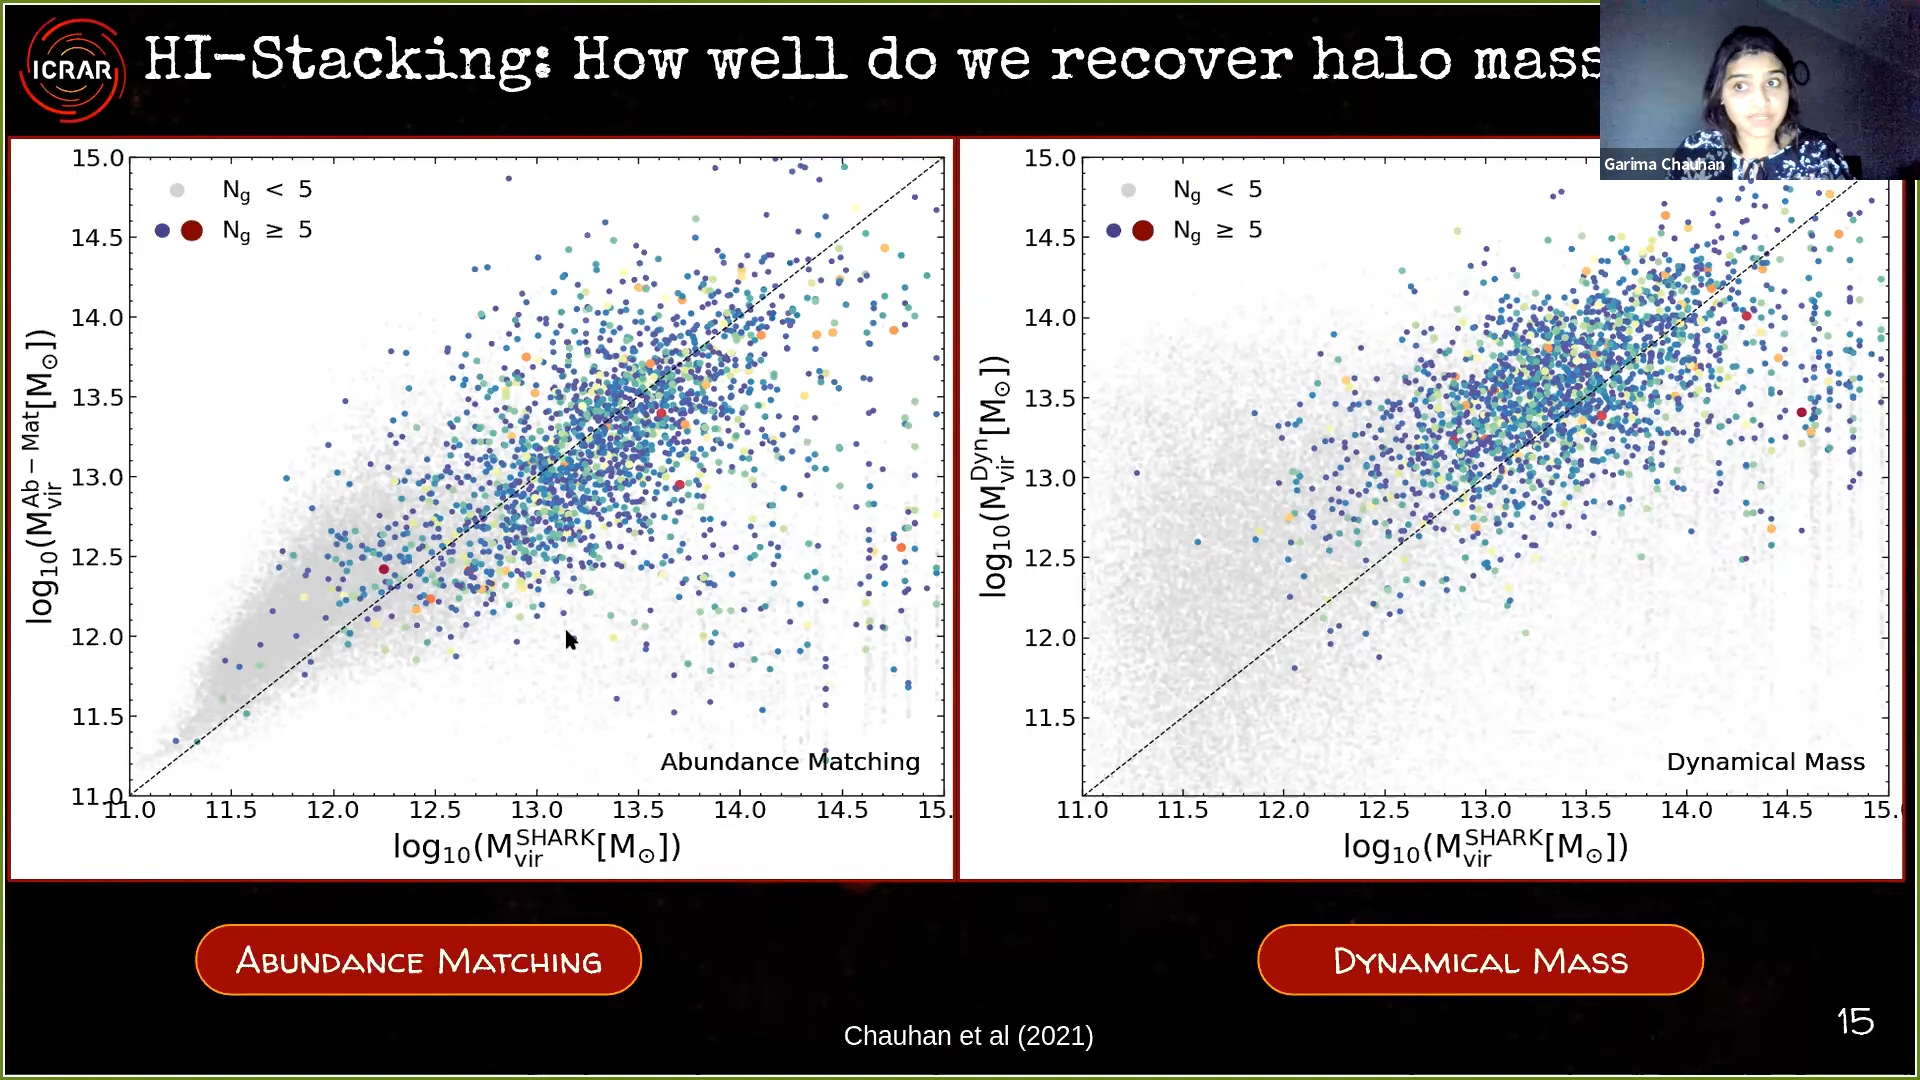 ICRAR
HI-Stacking: How well do we recover halo mass
Garima Chauhan
N_g < 5
N_g ≥ 5
15.0
14.5
14.0
13.5
13.0
12.5
12.0
11.5
11.0
log₁₀(M_vir^Ab-Mat[M⊙])
Abundance Matching
11.0 11.5 12.0 12.5 13.0 13.5 14.0 14.5 15.
log₁₀(M_vir^SHARK[M⊙])
N_g < 5
N_g ≥ 5
15.0
14.5
14.0
13.5
13.0
12.5
12.0
11.5
log₁₀(M_vir^Dyn[M⊙])
Dynamical Mass
11.0 11.5 12.0 12.5 13.0 13.5 14.0 14.5 15.
log₁₀(M_vir^SHARK[M⊙])
ABUNDANCE MATCHING
DYNAMICAL MASS
Chauhan et al (2021)
15